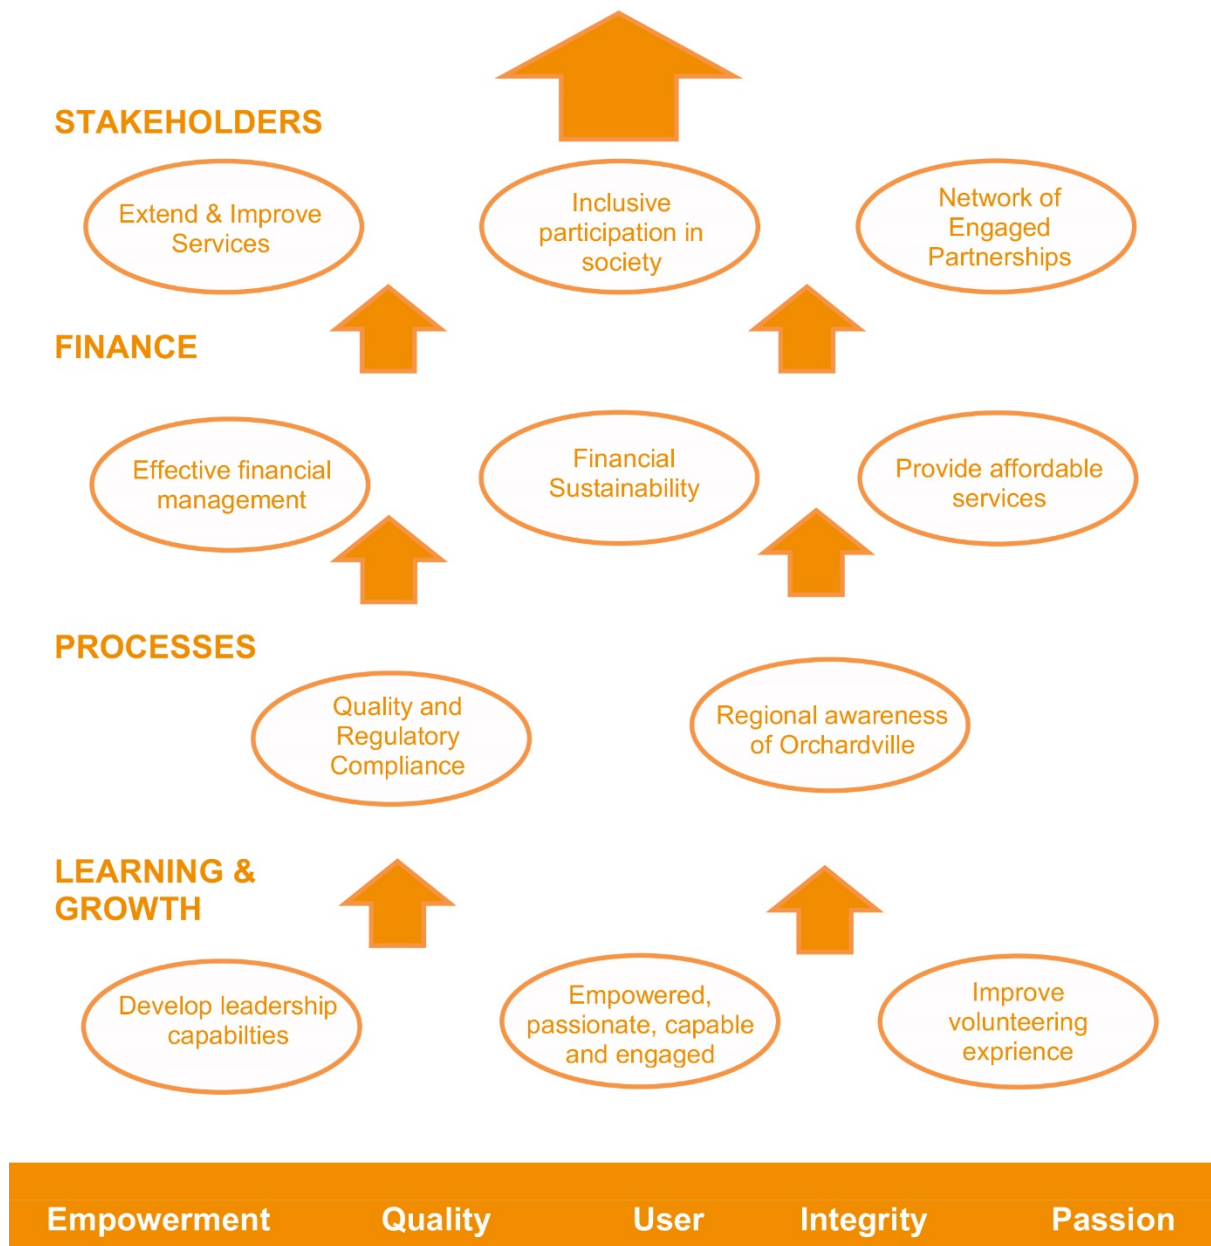 STAKEHOLDERS
Extend & Improve
Services
Inclusive
participation in
society
Network of
Engaged
Partnerships
FINANCE
Effective financial
management
Financial
Sustainability
Provide affordable
services
PROCESSES
Quality and
Regulatory
Compliance
Regional awareness
of Orchardville
LEARNING &
GROWTH
Develop leadership
capabilties
Empowered,
passionate, capable
and engaged
Improve
volunteering
exprience
Empowerment Quality User Integrity Passion